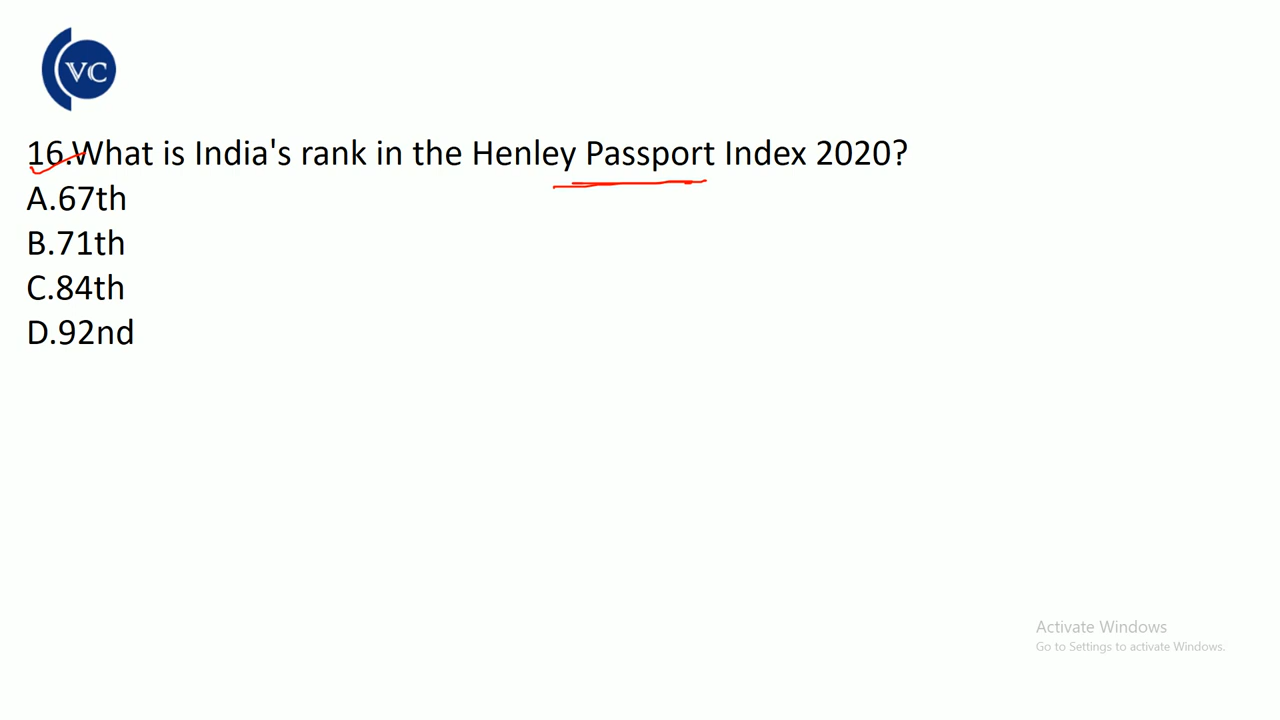 VC
16.What is India's rank in the Henley Passport Index 2020?
A.67th
B.71th
C.84th
D.92nd
Activate Windows
Go to Settings to activate Windows.